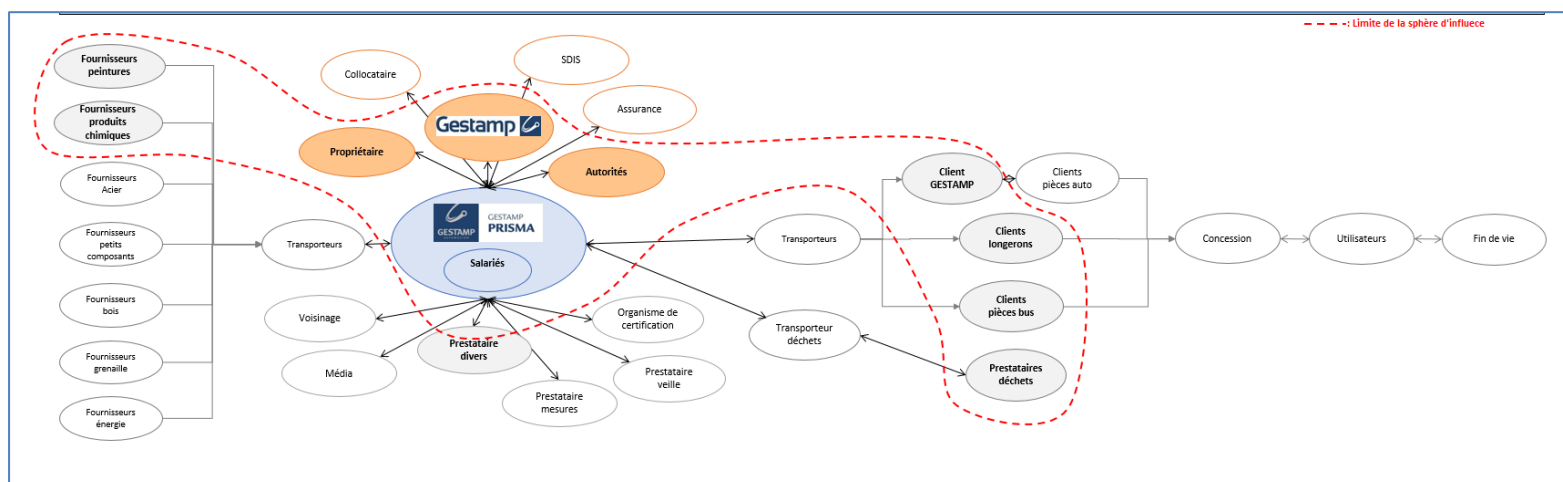 - - - -: Limite de la sphère d'influece
Fournisseurs
peintures
Fournisseurs
produits
chimiques
Fournisseurs
Acier
Fournisseurs
petits
composants
Fournisseurs
bois
Fournisseurs
grenaille
Fournisseurs
énergie
Transporteurs
Collocataire
SDIS
Gestamp
Assurance
Propriétaire
Autorités
GESTAMP
GESTAMP
PRISMA
Salariés
Voisinage
Média
Prestataire
divers
Prestataire
mesures
Prestataire
veille
Organisme de
certification
Transporteurs
Transporteur
déchets
Client
GESTAMP
Clients
pièces auto
Clients
longerons
Clients
pièces bus
Prestataires
déchets
Concession
Utilisateurs
Fin de vie